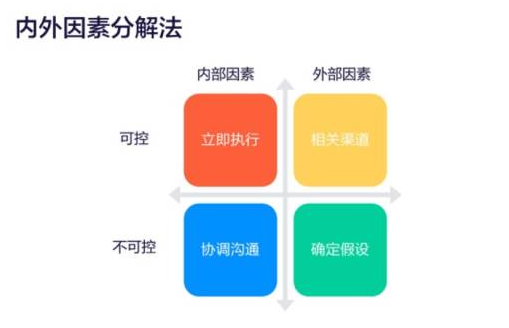 内外因素分解法
内部因素 外部因素
可控 立即执行 相关渠道
不可控 协调沟通 确定假设